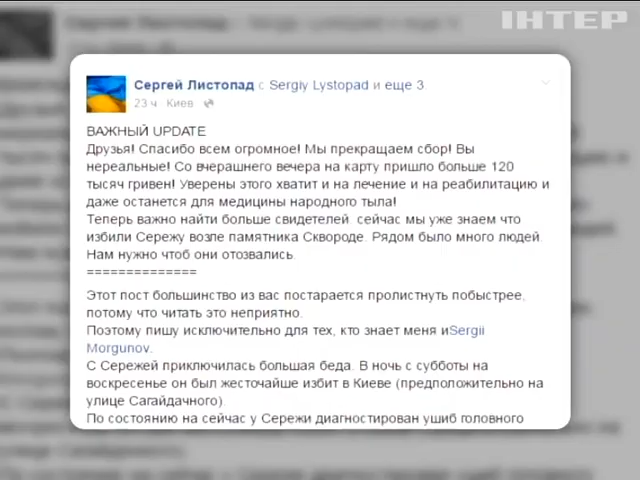 ІНТЕР
Сергей Листопад с Sergiy Lystopad и еще 3.
23 ч · Киев ·
ВАЖНЫЙ UPDATE
Друзья! Спасибо всем огромное! Мы прекращаем сбор! Вы
нереальные! Со вчерашнего вечера на карту пришло больше 120
тысяч гривен! Уверены этого хватит и на лечение и на реабилитацию и
даже останется для медицины народного тыла!
Теперь важно найти больше свидетелей сейчас мы уже знаем что
избили Сережу возле памятника Сквороде. Рядом было много людей.
Нам нужно чтоб они отозвались.
==============
Этот пост большинство из вас постарается пролистнуть побыстрее,
потому что читать это неприятно.
Поэтому пишу исключительно для тех, кто знает меня иSergii
Morgunov.
С Сережей приключилась большая беда. В ночь с субботы на
воскресенье он был жесточайше избит в Киеве (предположительно на
улице Сагайдачного).
По состоянию на сейчас у Сережи диагностирован ушиб головного